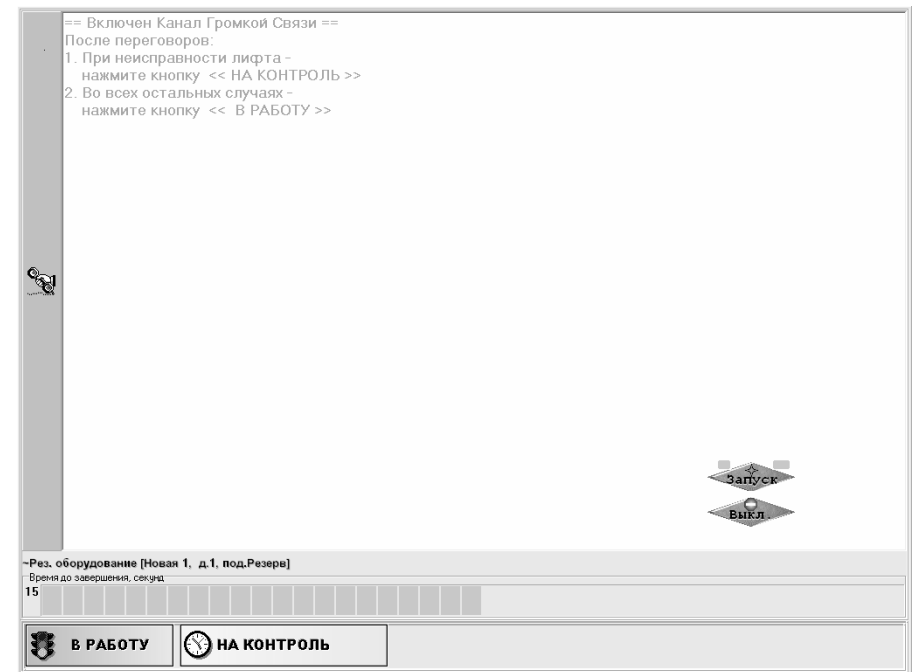 == Включен Канал Громкой Связи ==
После переговоров:
1. При неисправности лифта -
нажмите кнопку << НА КОНТРОЛЬ >>
2. Во всех остальных случаях -
нажмите кнопку << В РАБОТУ >>
Запуск
Выкл.
~Рез. оборудование [Новая 1, д.1, под.Резерв]
Время до завершения, секунд
15
В РАБОТУ
НА КОНТРОЛЬ